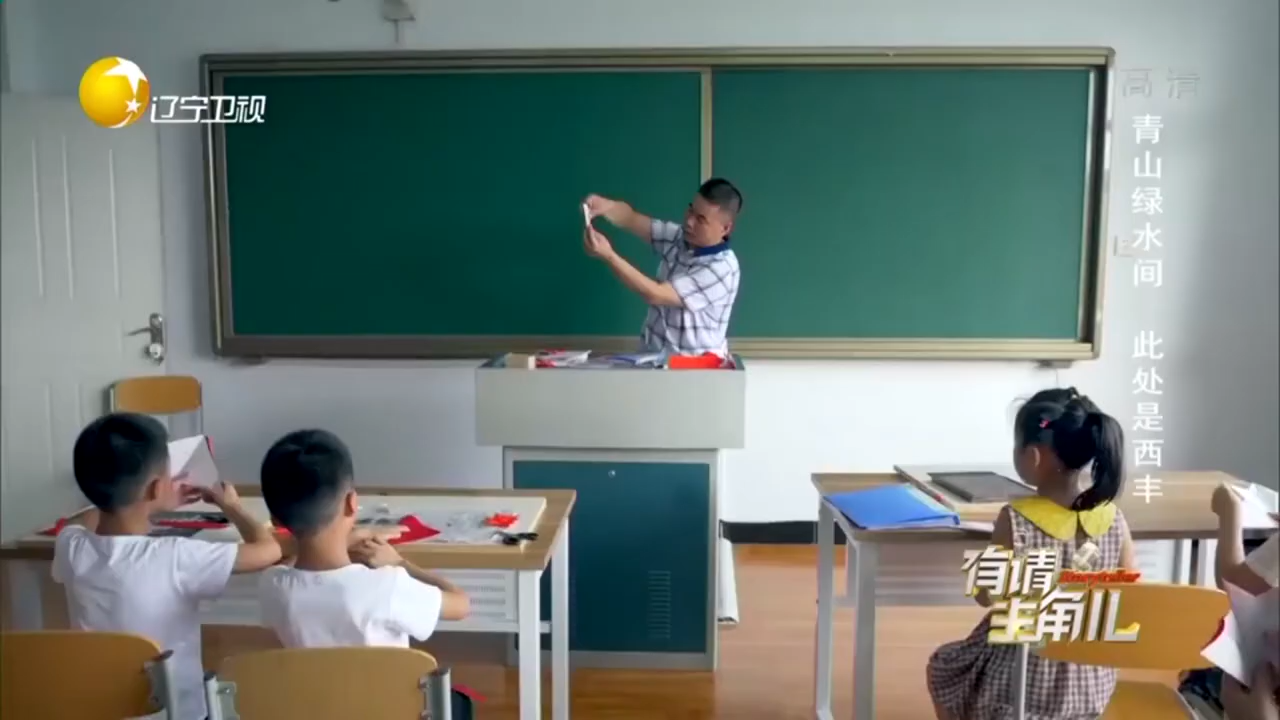 辽宁卫视
高清
青山绿水间 此处是西丰
有请
Storyteller
主角儿